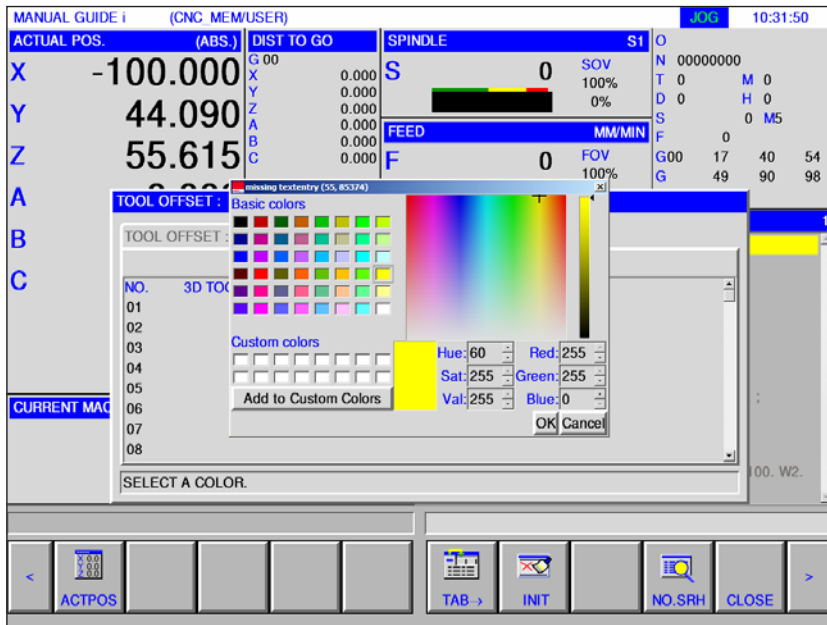 MANUAL GUIDE i (CNC_MEM/USER) JOG 10:31:50
ACTUAL POS. (ABS.) DIST TO GO SPINDLE S1 O
G 00 N 00000000
X -100.000 X 0.000 S 0 SOV T 0 M 0
Y 0.000 100% D 0 H 0
Y 44.090 Z 0.000 0% S 0 M5
A 0.000 FEED MM/MIN F 0
B 0.000
Z 55.615 C 0.000 F 0 FOV G00 17 40 54
100% G 49 90 98
missing textentry (55, 85374)
A
TOOL OFFSET : Basic colors 1
B TOOL OFFSET :
C
NO. 3D TOO
01
02
03 Custom colors
Hue: 60 Red: 255
04
Sat: 255 Green: 255
05 Add to Custom Colors Val: 255 Blue: 0 ;
CURRENT MAC 06
OK Cancel
07
08
100. W2.
SELECT A COLOR.
< ACTPOS TAB→ INIT NO.SRH CLOSE >